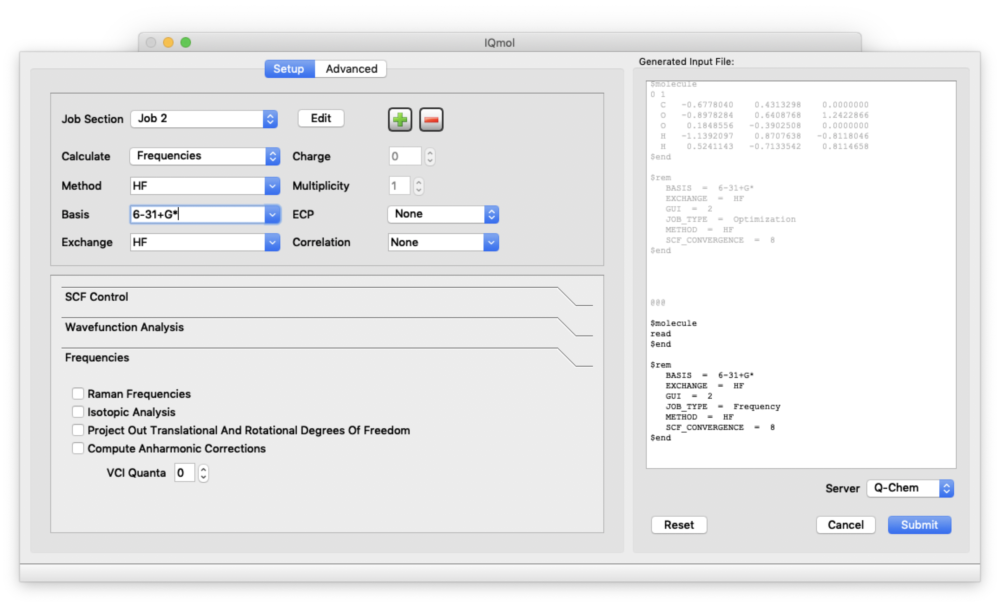 IQmol
Setup Advanced
Job Section Job 2 Edit
Calculate Frequencies Charge 0
Method HF Multiplicity 1
Basis 6-31+G* ECP None
Exchange HF Correlation None
SCF Control
Wavefunction Analysis
Frequencies
Raman Frequencies
Isotopic Analysis
Project Out Translational And Rotational Degrees Of Freedom
Compute Anharmonic Corrections
VCI Quanta 0
Generated Input File:
$molecule
0 1
C -0.6778040 0.4313298 0.0000000
O -0.8978284 0.6408768 1.2422866
O 0.1848556 -0.3902508 0.0000000
H -1.1392097 0.8707638 -0.8118046
H 0.5241143 -0.7133542 0.8114658
$end
$rem
BASIS = 6-31+G*
EXCHANGE = HF
GUI = 2
JOB_TYPE = Optimization
METHOD = HF
SCF_CONVERGENCE = 8
$end
@@@
$molecule
read
$end
$rem
BASIS = 6-31+G*
EXCHANGE = HF
GUI = 2
JOB_TYPE = Frequency
METHOD = HF
SCF_CONVERGENCE = 8
$end
Server Q-Chem
Reset Cancel Submit